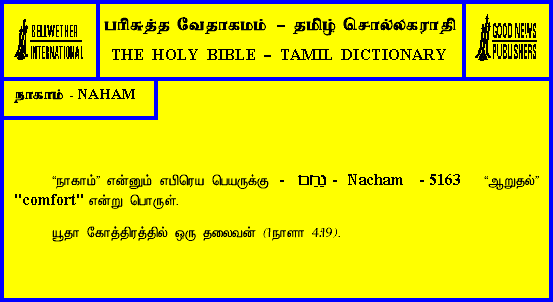 BELLWETHER
INTERNATIONAL
பரிசுத்த வேதாகமம் – தமிழ் சொல்லகராதி
THE HOLY BIBLE – TAMIL DICTIONARY
GOOD NEWS
PUBLISHERS
நாகாம் - NAHAM
“நாகாம்” என்னும் எபிரெய பெயருக்கு - נחם - Nacham - 5163 “ஆறுதல்”
"comfort" என்று பொருள்.
யூதா கோத்திரத்தில் ஒரு தலைவன் (1நாளா 4:19).